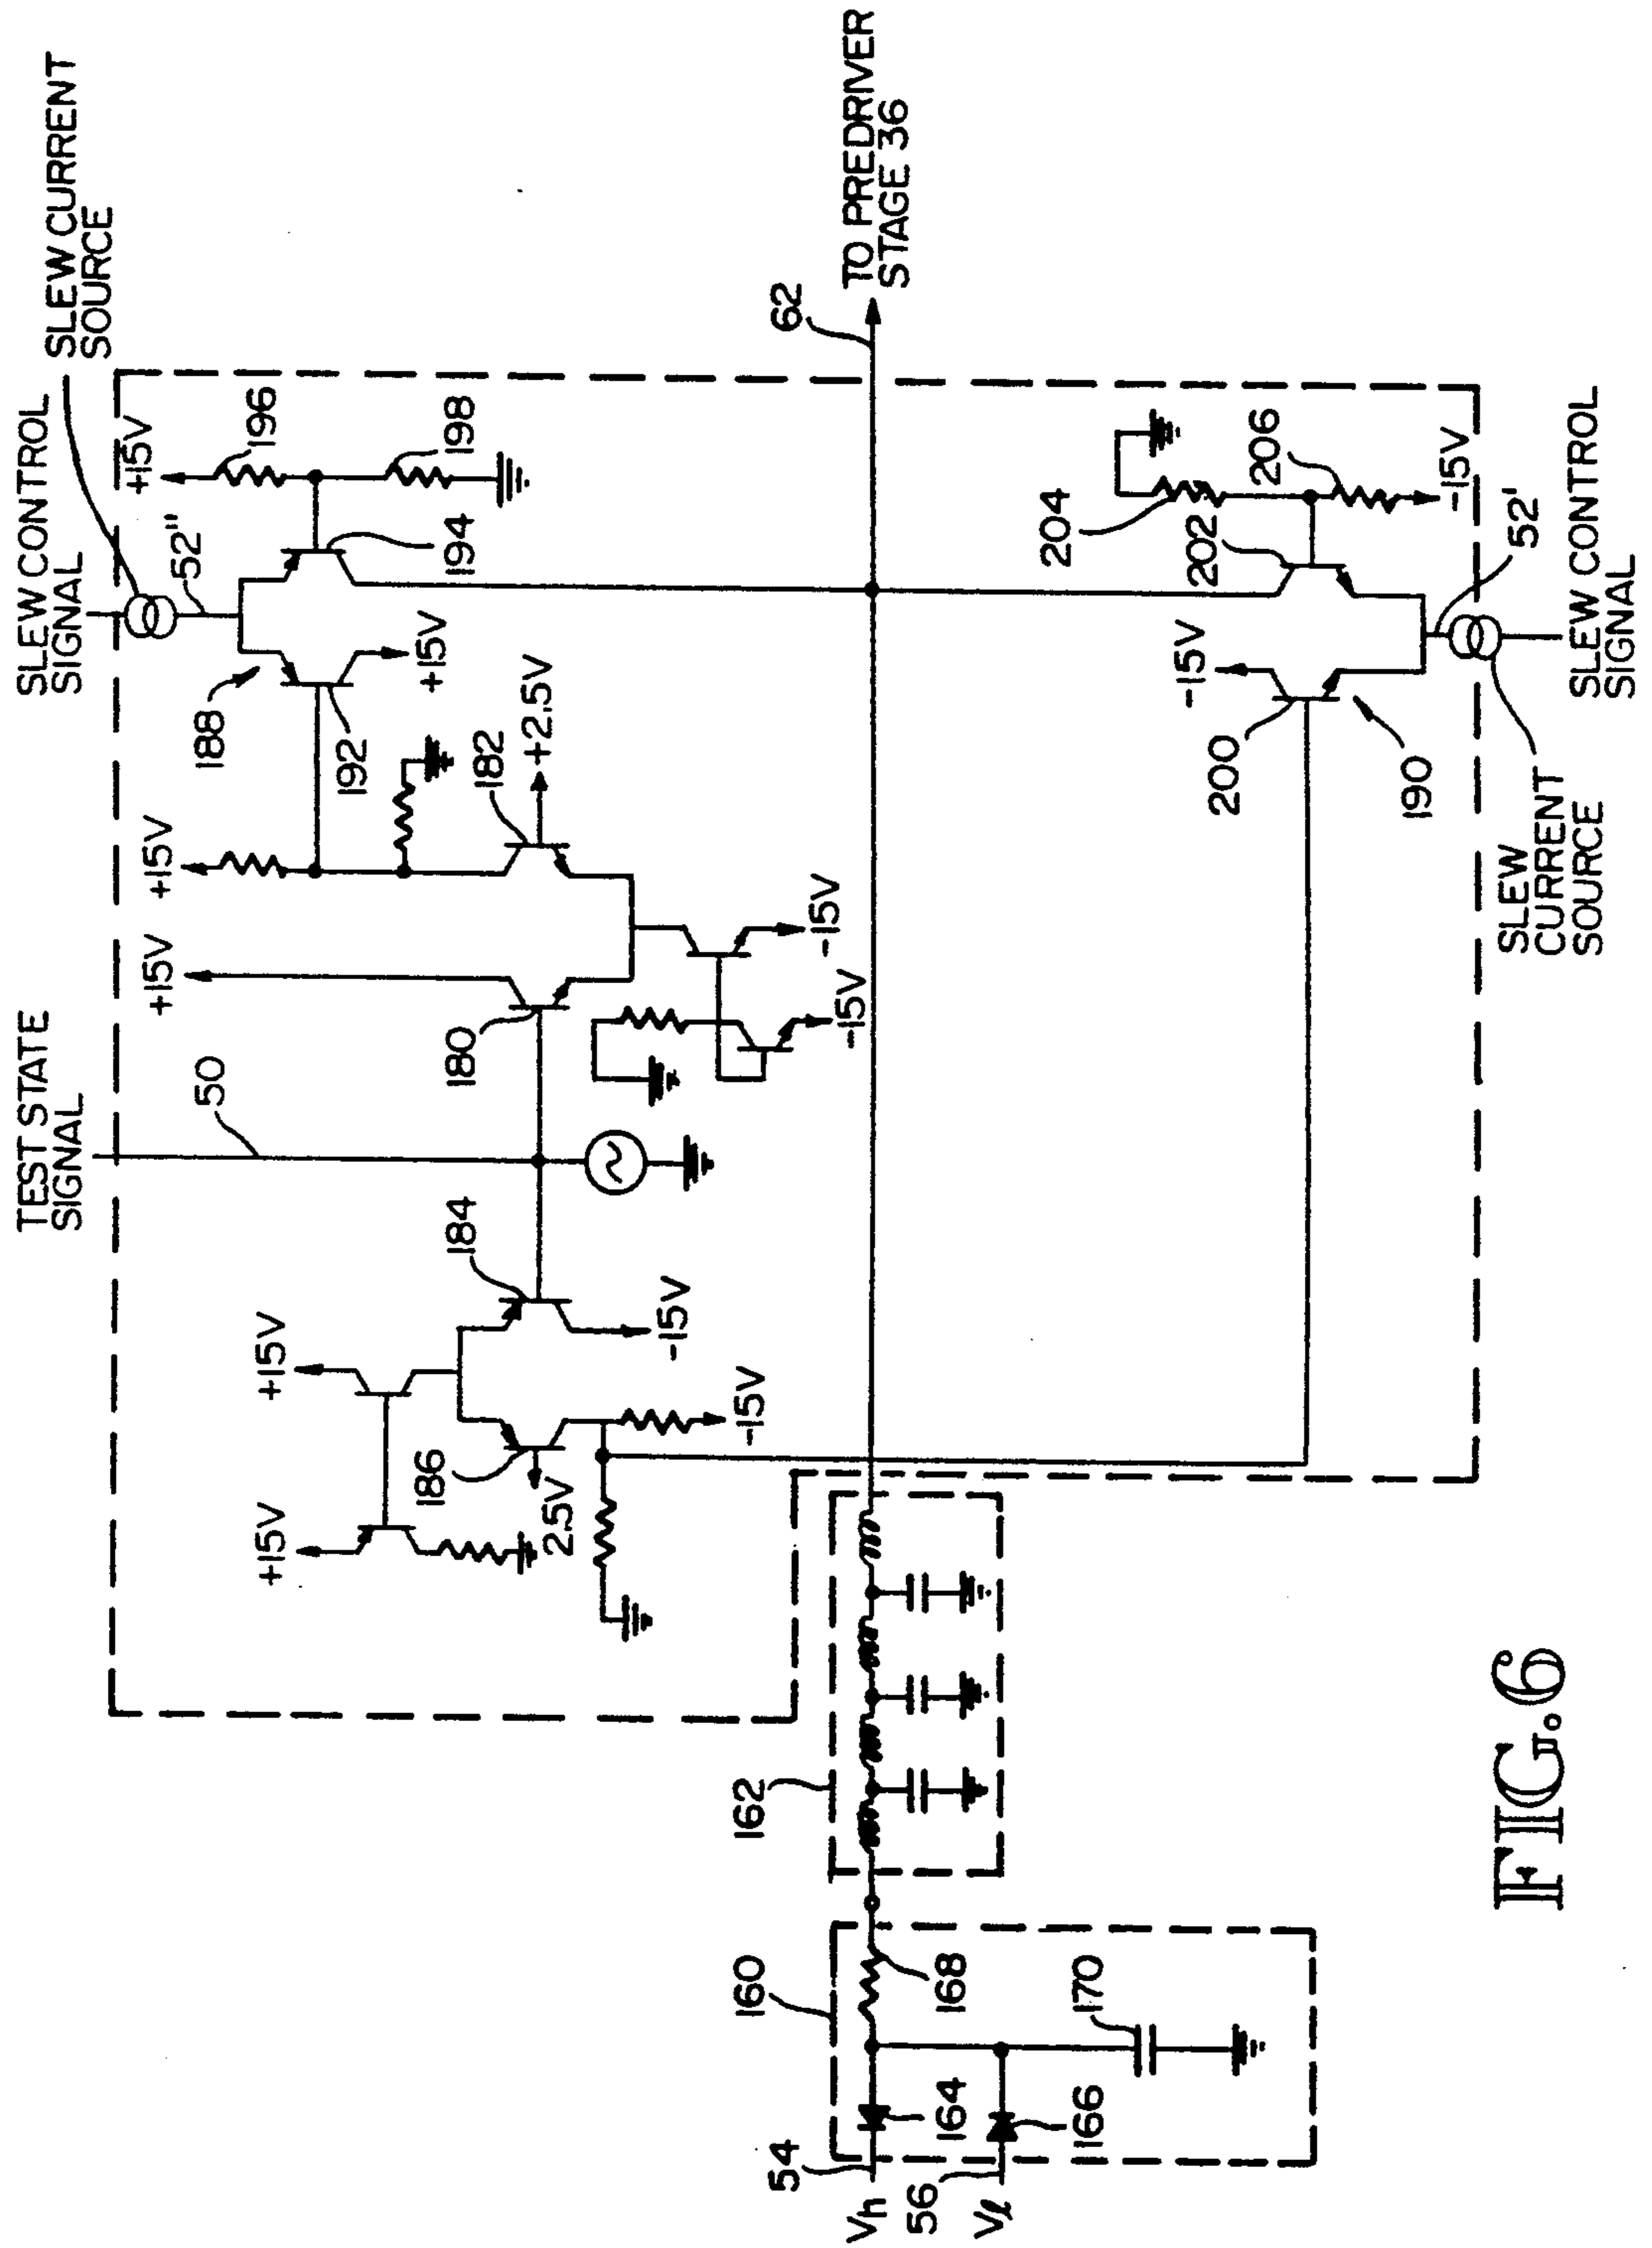 TEST STATE
SIGNAL
50
SLEW CONTROL
SIGNAL
SLEW CURRENT
SOURCE
52"
+15V
+15V
+15V
+15V
+15V
196
198
188
192
194
+15V
184
180
182
+2.5V
186
2.5V
-15V
-15V
-15V
-15V
62
TO PREDRIVER
STAGE 36
160
162
Vh
54
164
168
56
Vℓ
166
170
204
202
206
-15V
-15V
200
190
52'
SLEW
CURRENT
SOURCE
SLEW CONTROL
SIGNAL
FIG.6